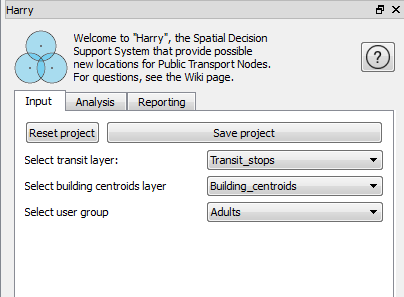 Harry
Welcome to "Harry", the Spatial Decision
Support System that provide possible
new locations for Public Transport Nodes.
For questions, see the Wiki page.
?
Input Analysis Reporting
Reset project Save project
Select transit layer: Transit_stops
Select building centroids layer Building_centroids
Select user group Adults